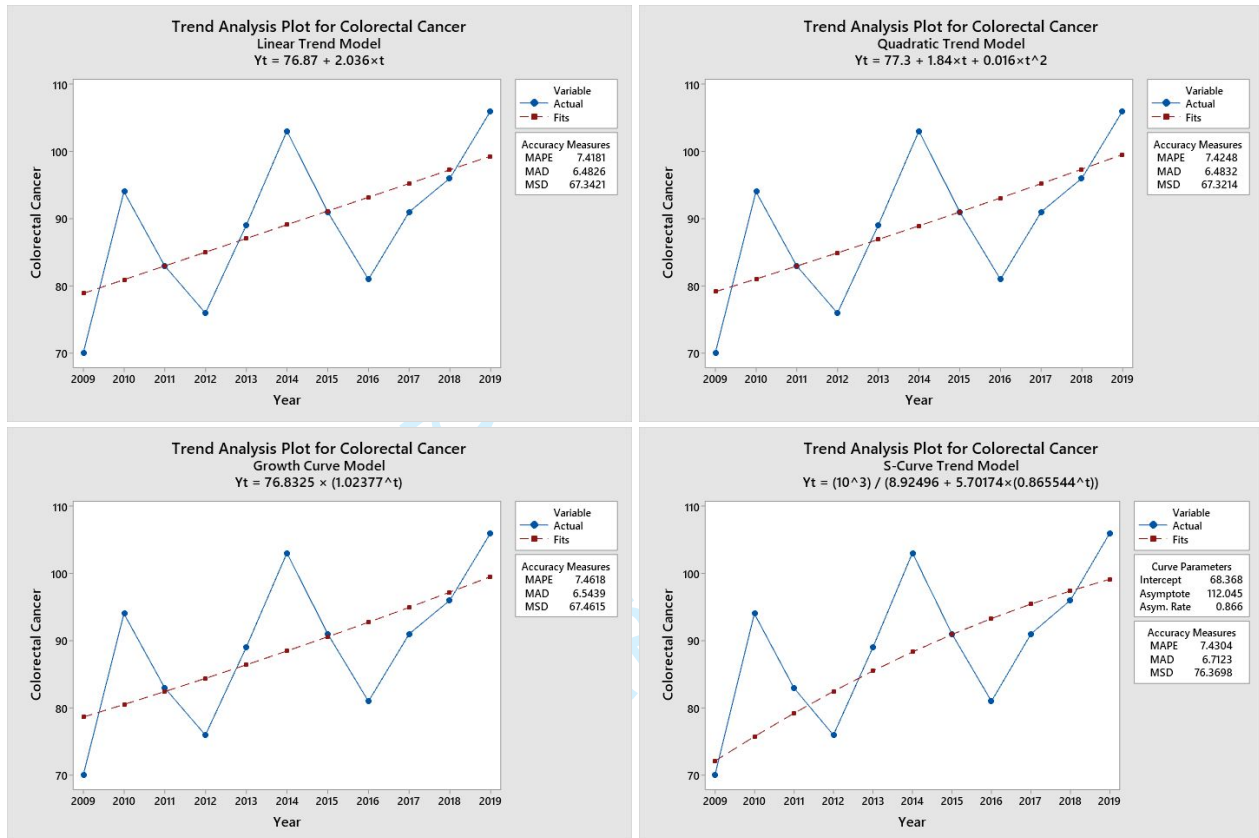 Trend Analysis Plot for Colorectal Cancer
Linear Trend Model
Yt = 76.87 + 2.036×t
110
100
90
80
70
Colorectal Cancer
2009 2010 2011 2012 2013 2014 2015 2016 2017 2018 2019
Year
Variable
Actual
Fits
Accuracy Measures
MAPE 7.4181
MAD 6.4826
MSD 67.3421
Trend Analysis Plot for Colorectal Cancer
Quadratic Trend Model
Yt = 77.3 + 1.84×t + 0.016×t^2
110
100
90
80
70
Colorectal Cancer
2009 2010 2011 2012 2013 2014 2015 2016 2017 2018 2019
Year
Variable
Actual
Fits
Accuracy Measures
MAPE 7.4248
MAD 6.4832
MSD 67.3214
Trend Analysis Plot for Colorectal Cancer
Growth Curve Model
Yt = 76.8325 × (1.02377^t)
110
100
90
80
70
Colorectal Cancer
2009 2010 2011 2012 2013 2014 2015 2016 2017 2018 2019
Year
Variable
Actual
Fits
Accuracy Measures
MAPE 7.4618
MAD 6.5439
MSD 67.4615
Trend Analysis Plot for Colorectal Cancer
S-Curve Trend Model
Yt = (10^3) / (8.92496 + 5.70174×(0.865544^t))
110
100
90
80
70
Colorectal Cancer
2009 2010 2011 2012 2013 2014 2015 2016 2017 2018 2019
Year
Variable
Actual
Fits
Curve Parameters
Intercept 68.368
Asymptote 112.045
Asym. Rate 0.866
Accuracy Measures
MAPE 7.4304
MAD 6.7123
MSD 76.3698